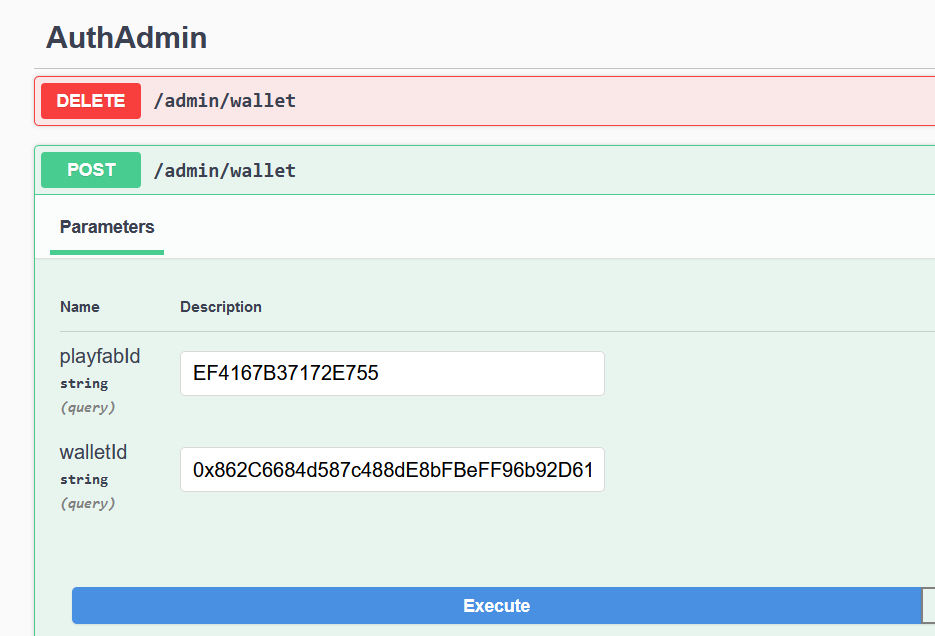 AuthAdmin
DELETE /admin/wallet
POST /admin/wallet
Parameters
Name Description
playfabId EF4167B37172E755
string
(query)
walletId 0x862C6684d587c488dE8bFBeFF96b92D61
string
(query)
Execute